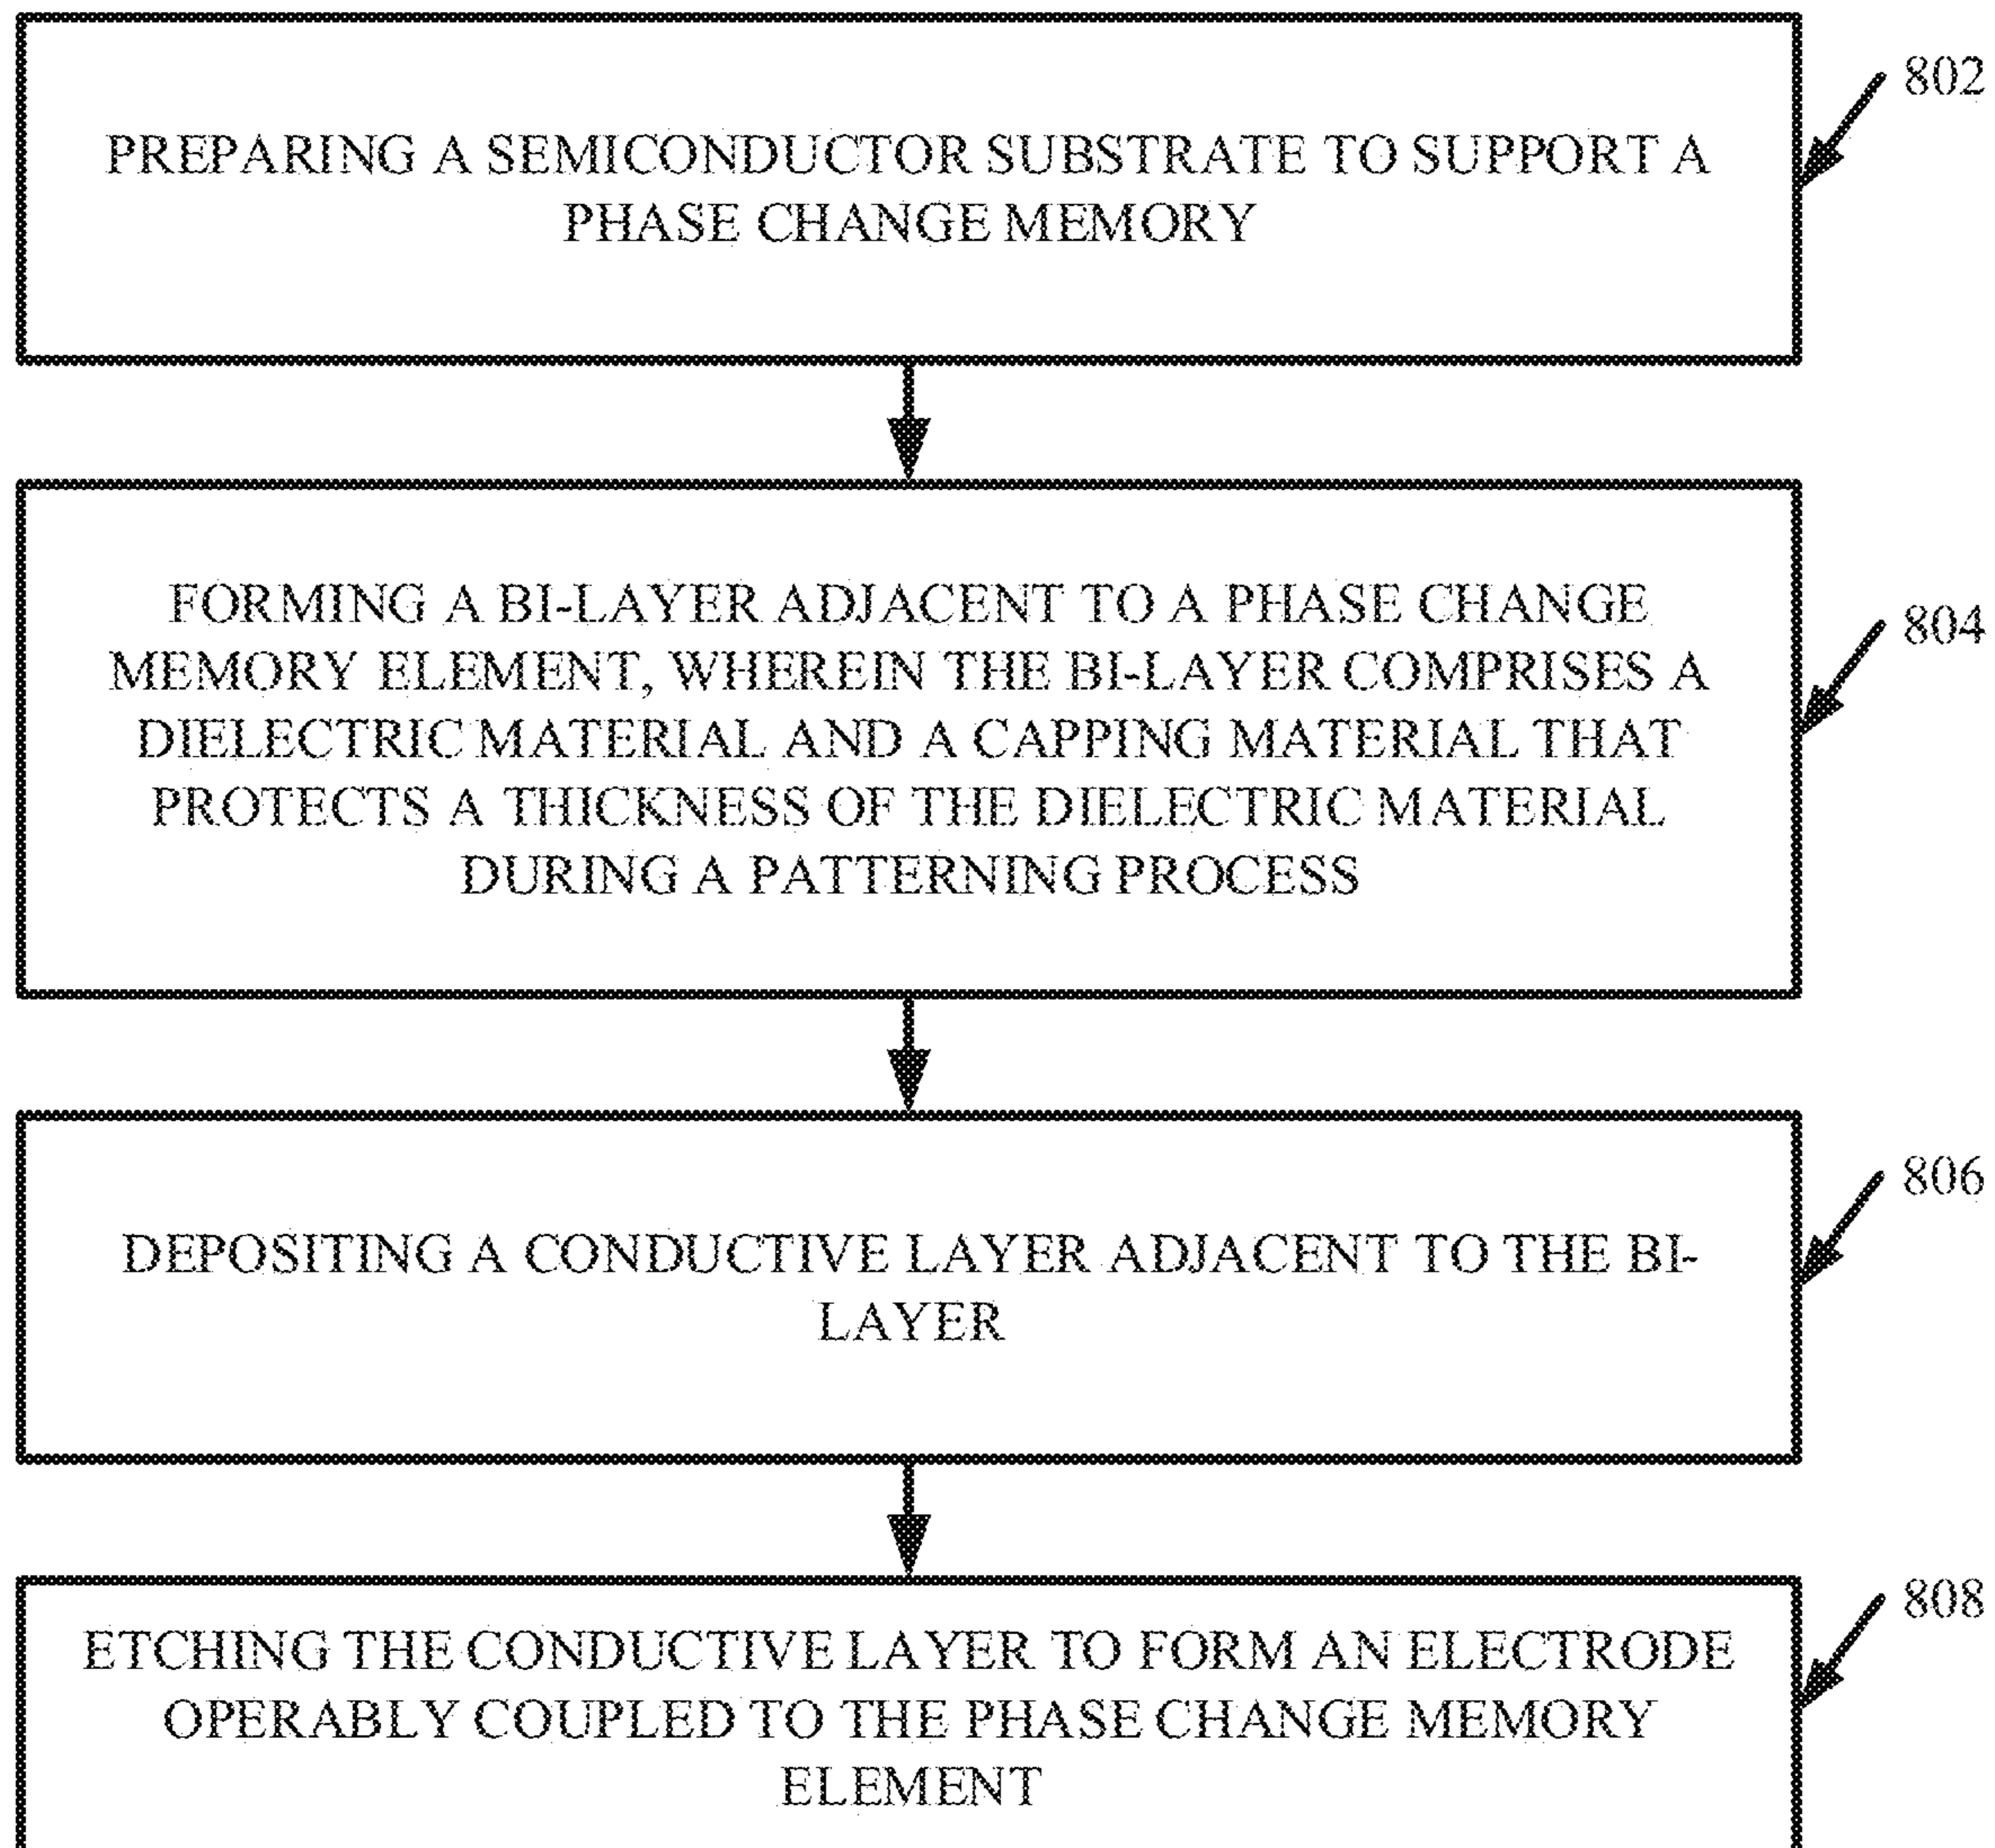 802
PREPARING A SEMICONDUCTOR SUBSTRATE TO SUPPORT A
PHASE CHANGE MEMORY
804
FORMING A BI-LAYER ADJACENT TO A PHASE CHANGE
MEMORY ELEMENT, WHEREIN THE BI-LAYER COMPRISES A
DIELECTRIC MATERIAL AND A CAPPING MATERIAL THAT
PROTECTS A THICKNESS OF THE DIELECTRIC MATERIAL
DURING A PATTERNING PROCESS
806
DEPOSITING A CONDUCTIVE LAYER ADJACENT TO THE BI-
LAYER
808
ETCHING THE CONDUCTIVE LAYER TO FORM AN ELECTRODE
OPERABLY COUPLED TO THE PHASE CHANGE MEMORY
ELEMENT